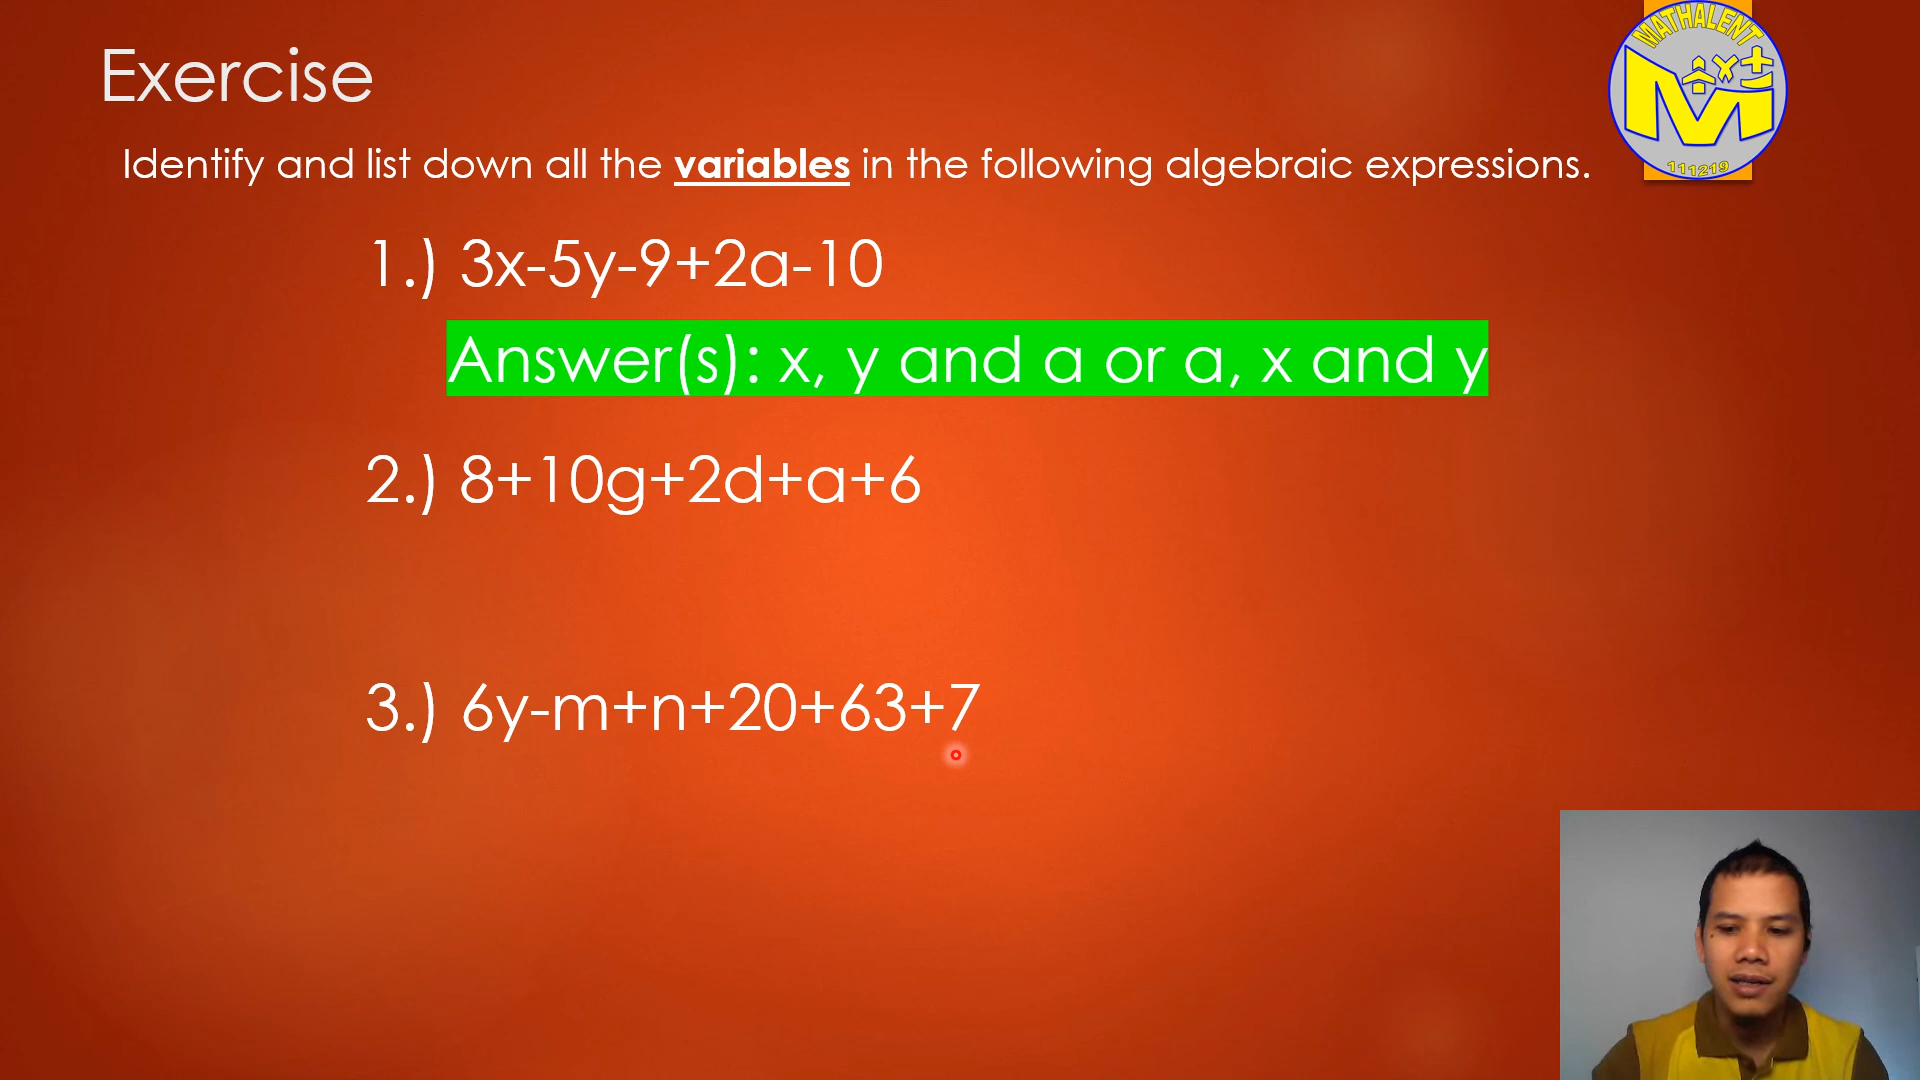 Exercise
MATHALENT
111219
Identify and list down all the variables in the following algebraic expressions.
1.) 3x-5y-9+2a-10
Answer(s): x, y and a or a, x and y
2.) 8+10g+2d+a+6
3.) 6y-m+n+20+63+7